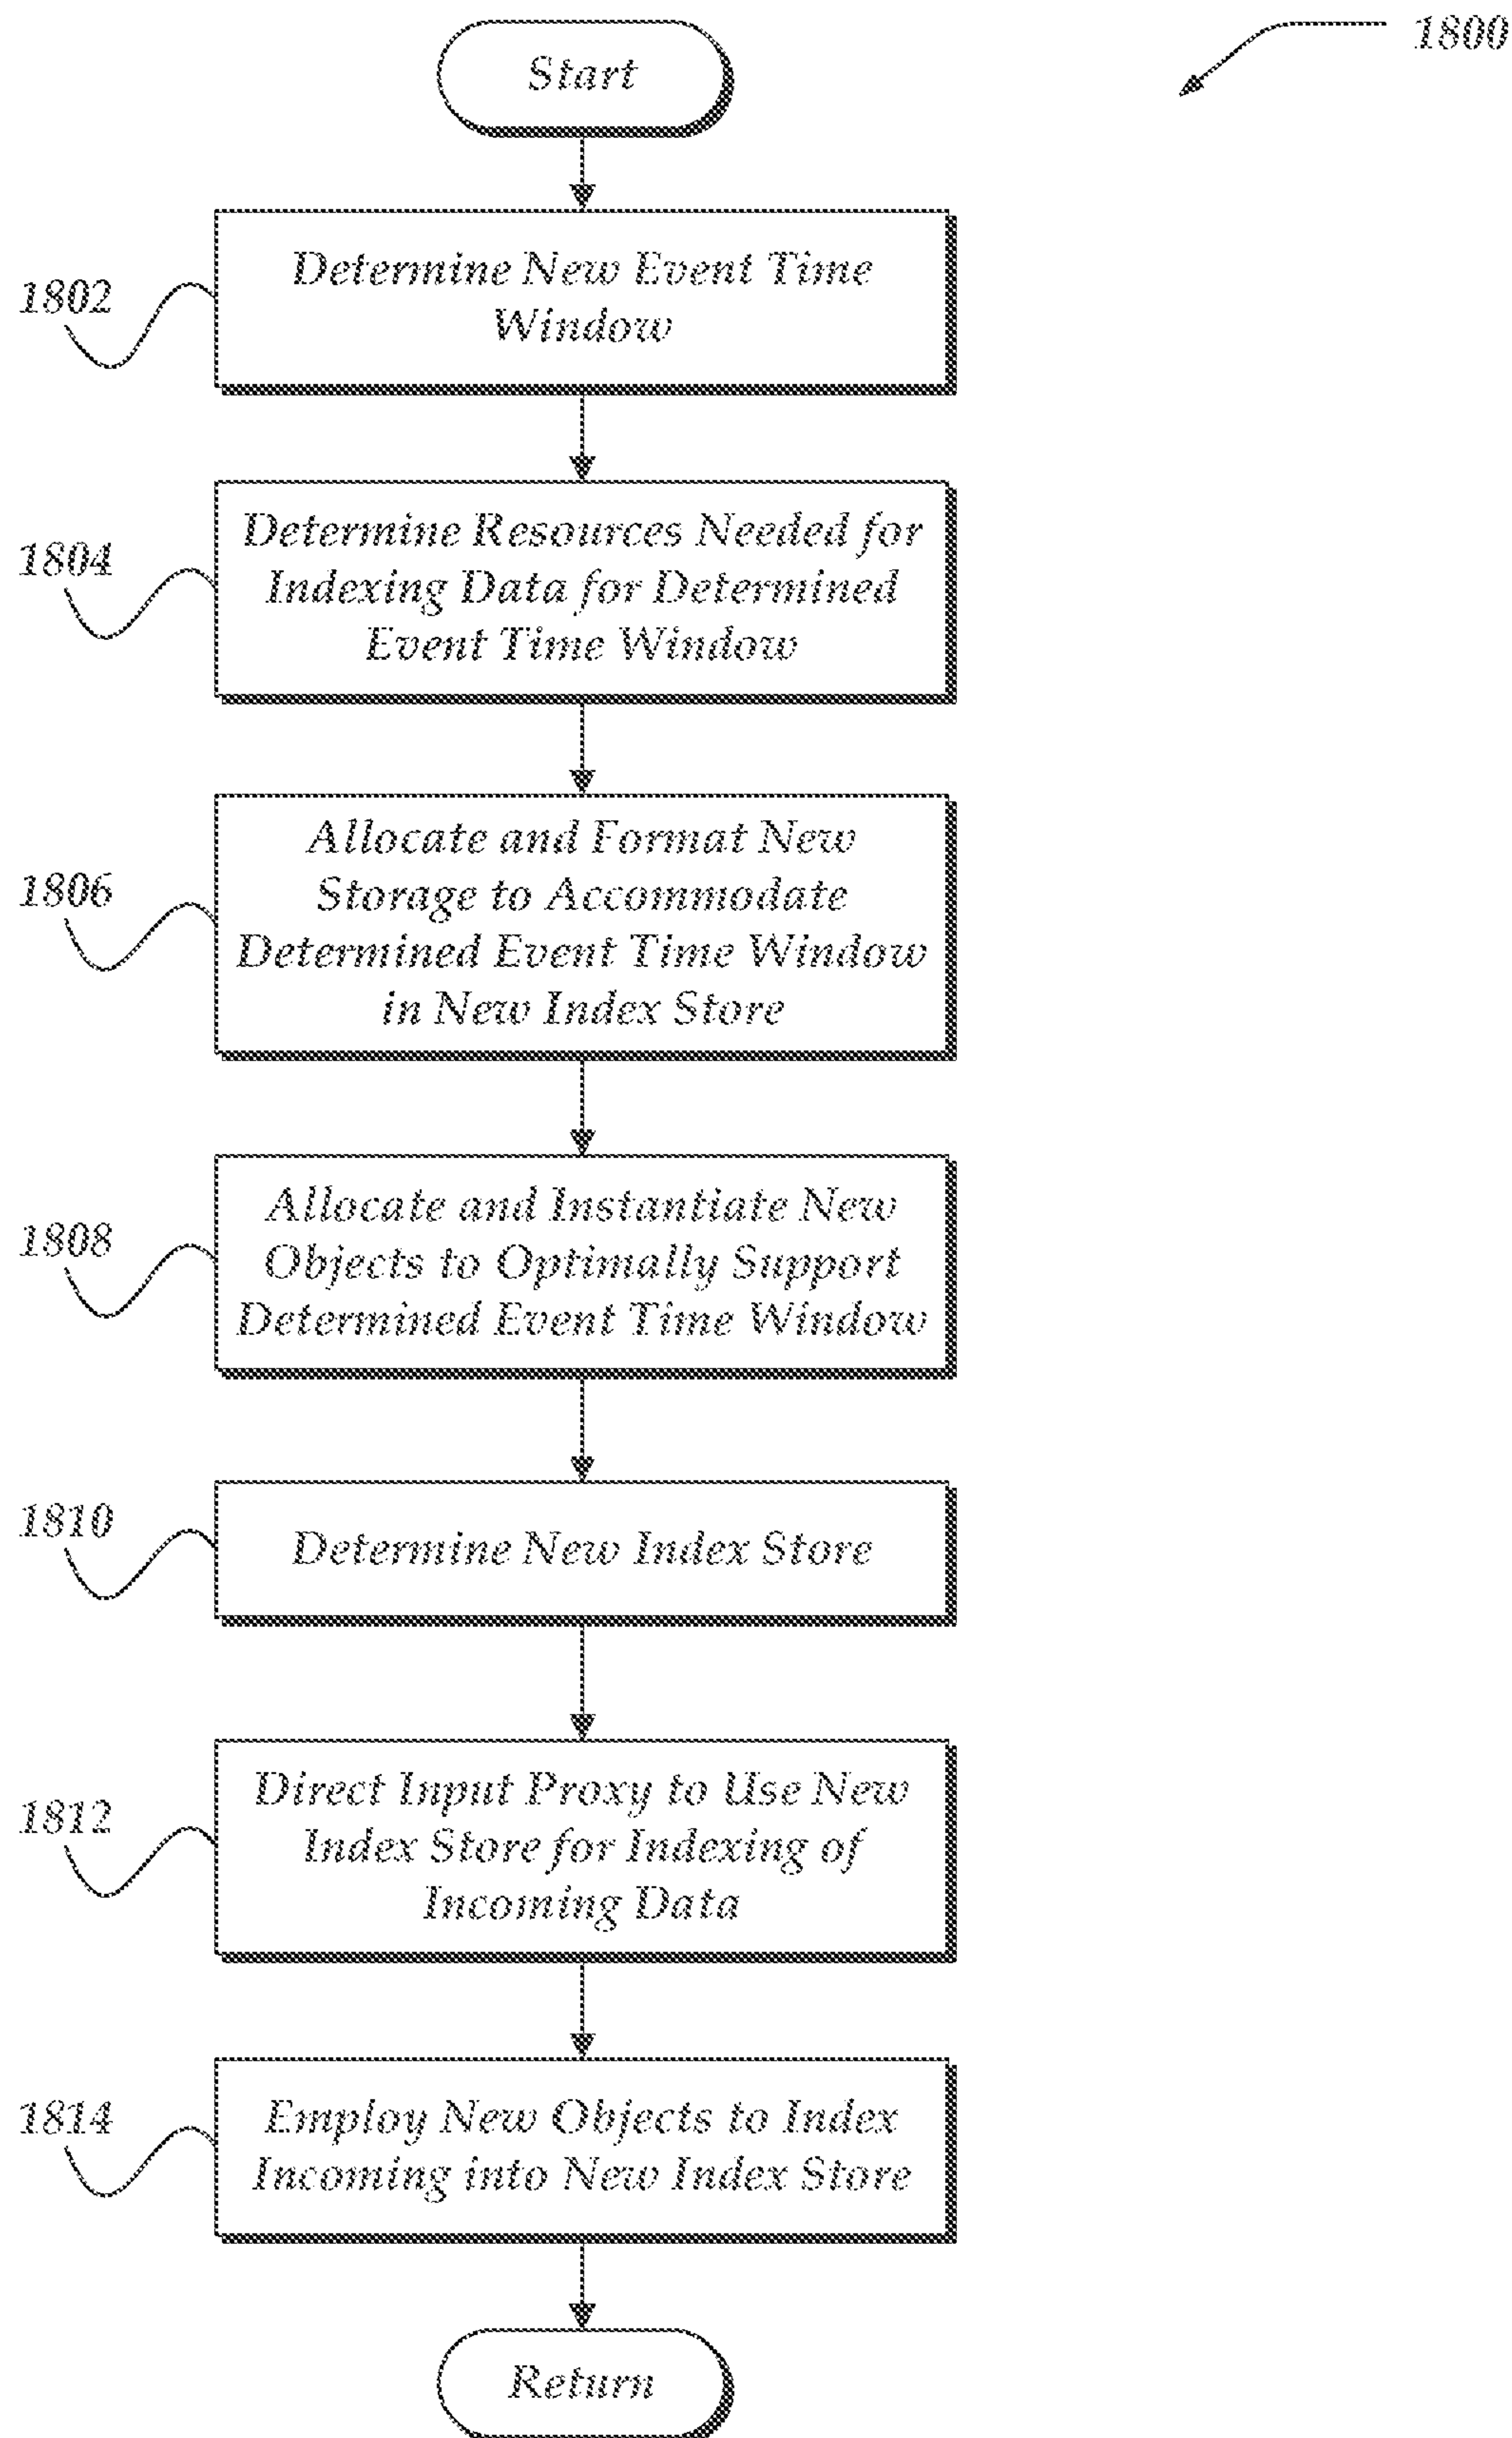 1800
Start
1802
Determine New Event Time
Window
1804
Determine Resources Needed for
Indexing Data for Determined
Event Time Window
1806
Allocate and Format New
Storage to Accommodate
Determined Event Time Window
in New Index Store
1808
Allocate and Instantiate New
Objects to Optimally Support
Determined Event Time Window
1810
Determine New Index Store
1812
Direct Input Proxy to Use New
Index Store for Indexing of
Incoming Data
1814
Employ New Objects to Index
Incoming into New Index Store
Return